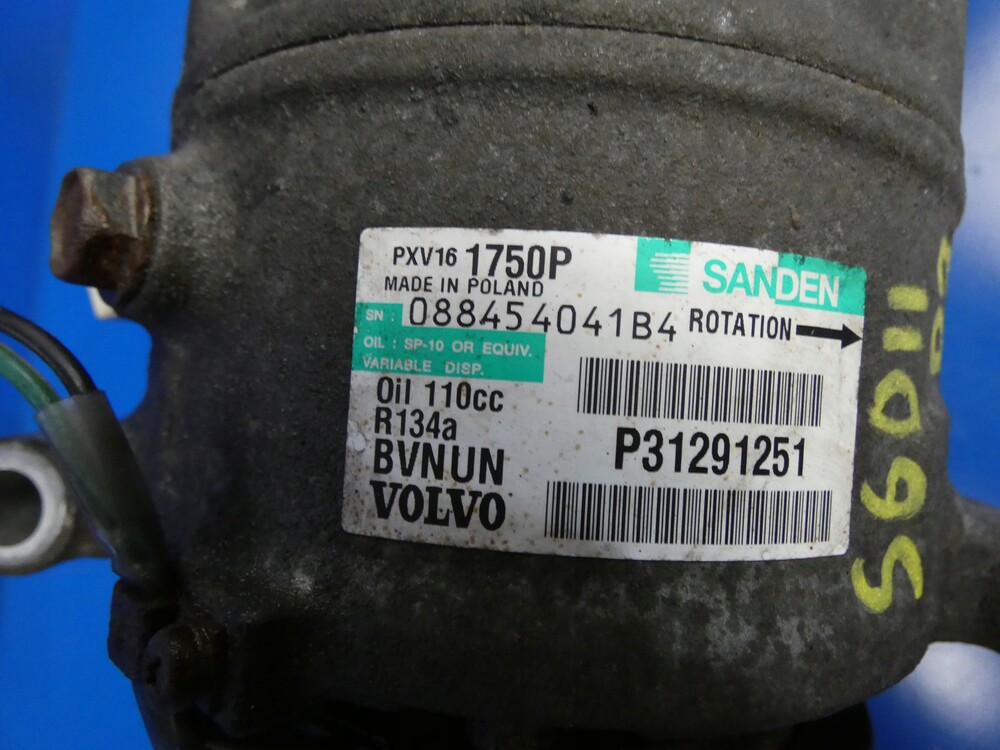 PXV16 1750P
SANDEN
MADE IN POLAND
SN : 088454041B4 ROTATION
OIL : SP-10 OR EQUIV.
VARIABLE DISP.
Oil 110cc
R134a
BVNUN
P31291251
VOLVO
11095